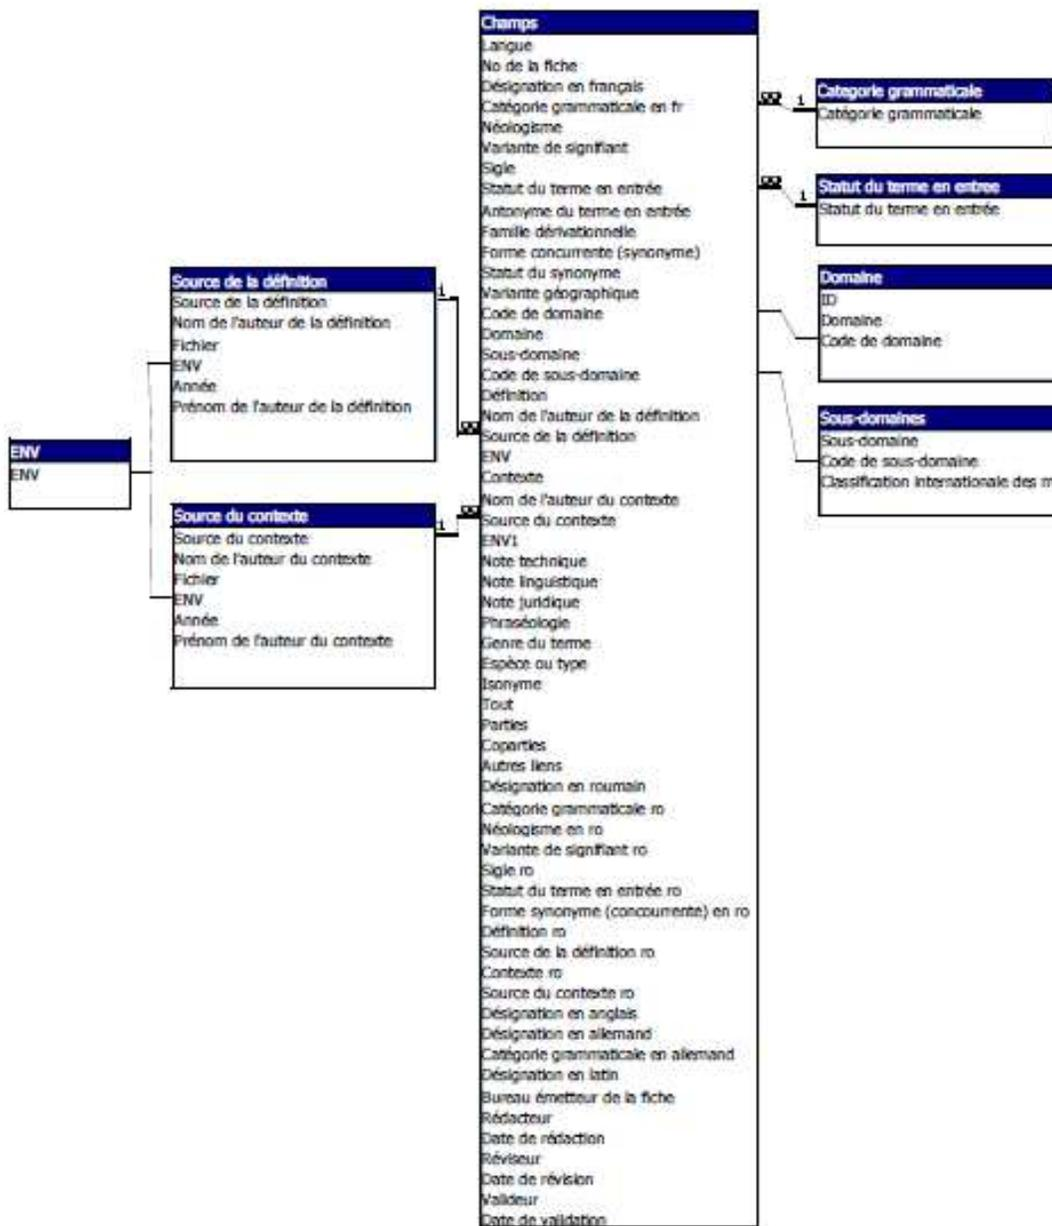 Champs
Langue
No de la fiche
Désignation en français
Catégorie grammaticale en fr
Néologisme
Variante de signifiant
Sigle
Statut du terme en entrée
Antonyme du terme en entrée
Famille dérivationnelle
Forme concurrente (synonyme)
Statut du synonyme
Variante géographique
Code de domaine
Domaine
Sous-domaine
Code de sous-domaine
Définition
Nom de l'auteur de la définition
Source de la définition
ENV
Contexte
Nom de l'auteur du contexte
Source du contexte
ENV1
Note technique
Note linguistique
Note juridique
Phraséologie
Genre du terme
Espèce ou type
Isonyme
Tout
Parties
Coparties
Autres liens
Désignation en roumain
Catégorie grammaticale ro
Néologisme en ro
Variante de signifiant ro
Sigle ro
Statut du terme en entrée ro
Forme synonyme (concourrente) en ro
Définition ro
Source de la définition ro
Contexte ro
Source du contexte ro
Désignation en anglais
Désignation en allemand
Catégorie grammaticale en allemand
Désignation en latin
Bureau émetteur de la fiche
Rédacteur
Date de rédaction
Réviseur
Date de révision
Valideur
Date de validation
∞ 1
Categorie grammaticale
Catégorie grammaticale
∞ 1
Statut du terme en entree
Statut du terme en entrée
Domaine
ID
Domaine
Code de domaine
Sous-domaines
Sous-domaine
Code de sous-domaine
Classification internationale des m
Source de la définition
Source de la définition
Nom de l'auteur de la définition
Fichier
ENV
Année
Prénom de l'auteur de la définition
1 ∞
ENV
ENV
Source du contexte
Source du contexte
Nom de l'auteur du contexte
Fichier
ENV
Année
Prénom de l'auteur du contexte
1 ∞